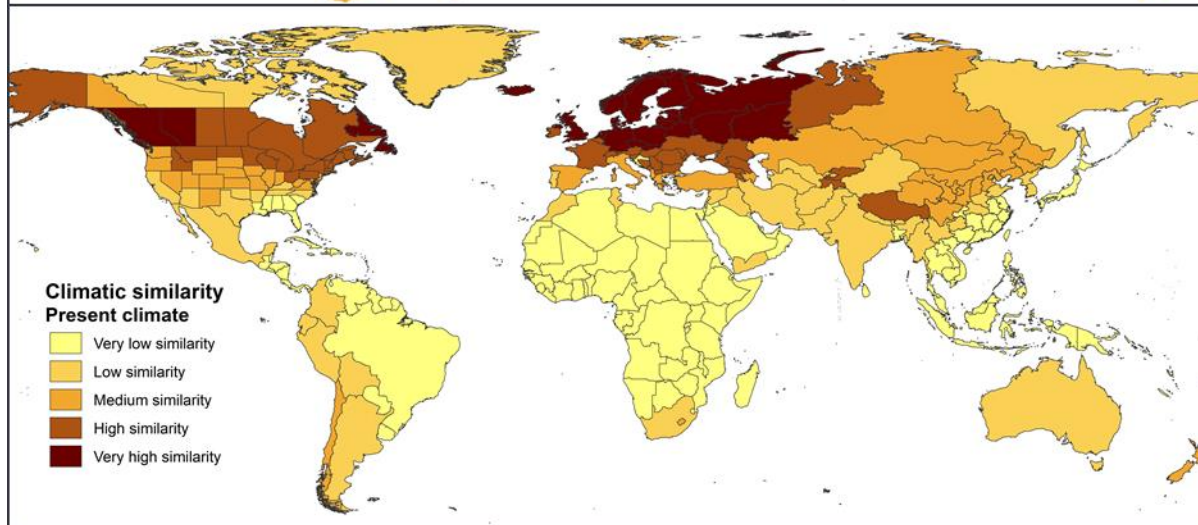 Climatic similarity
Present climate
Very low similarity
Low similarity
Medium similarity
High similarity
Very high similarity